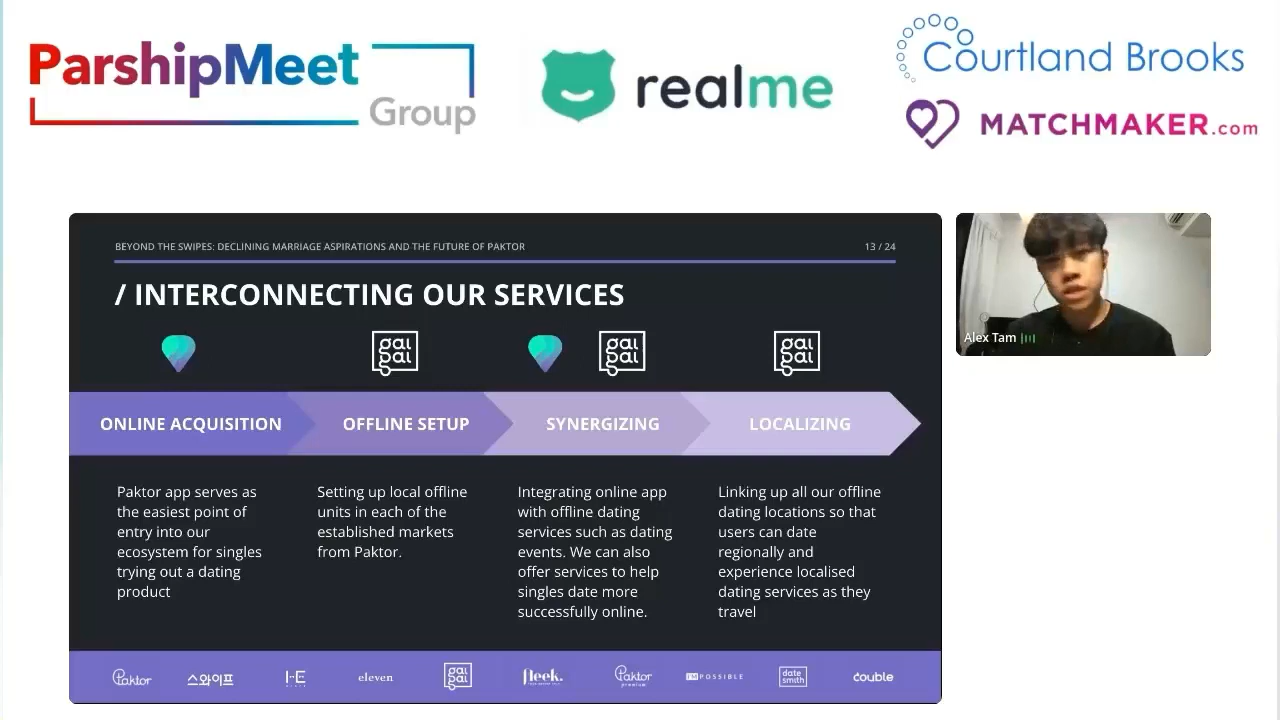 ParshipMeet
Group
realme
Courtland Brooks
MATCHMAKER.com
BEYOND THE SWIPES: DECLINING MARRIAGE ASPIRATIONS AND THE FUTURE OF PAKTOR
13 / 24
/ INTERCONNECTING OUR SERVICES
gai
gai
gai
gai
gai
gai
ONLINE ACQUISITION
OFFLINE SETUP
SYNERGIZING
LOCALIZING
Paktor app serves as
the easiest point of
entry into our
ecosystem for singles
trying out a dating
product
Setting up local offline
units in each of the
established markets
from Paktor.
Integrating online app
with offline dating
services such as dating
events. We can also
offer services to help
singles date more
successfully online.
Linking up all our offline
dating locations so that
users can date
regionally and
experience localised
dating services as they
travel
Alex Tam
Paktor
스와이프
eleven
gai
gai
fleek.
Paktor
premium
IMPOSSIBLE
date
smith
double